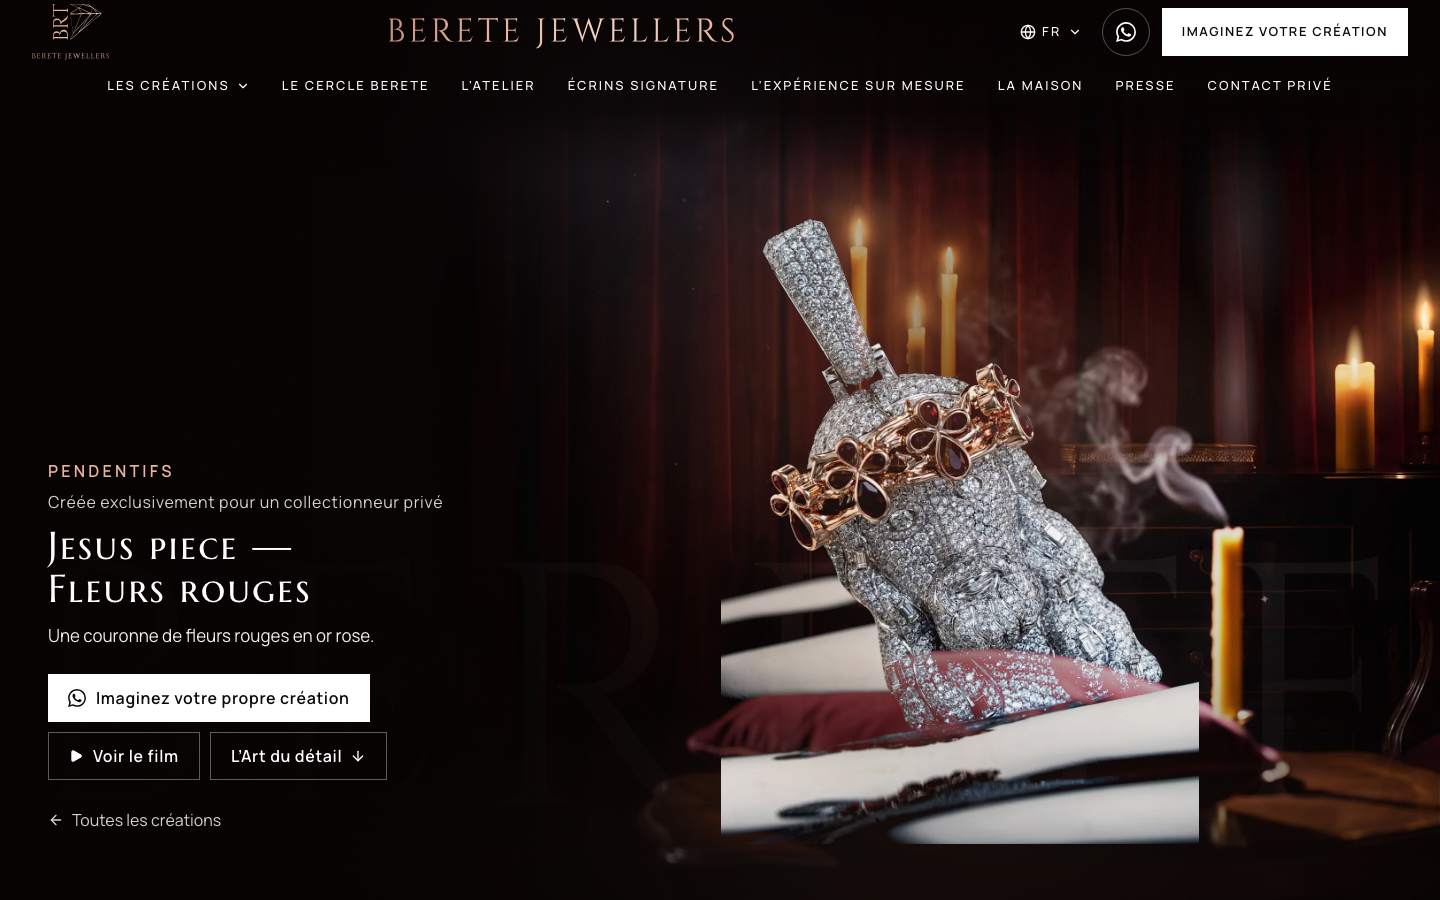 BRT
BERETE JEWELLERS
BERETE JEWELLERS
FR
IMAGINEZ VOTRE CRÉATION
LES CRÉATIONS
LE CERCLE BERETE
L'ATELIER
ÉCRINS SIGNATURE
L'EXPÉRIENCE SUR MESURE
LA MAISON
PRESSE
CONTACT PRIVÉ
PENDENTIFS
Créée exclusivement pour un collectionneur privé
Jesus piece —
Fleurs rouges
Une couronne de fleurs rouges en or rose.
Imaginez votre propre création
Voir le film
L’Art du détail
Toutes les créations